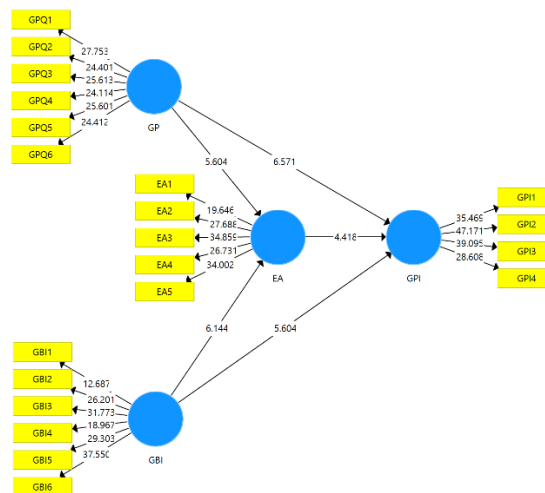 GPQ1
GPQ2
GPQ3
GPQ4
GPQ5
GPQ6
27.753
24.401
25.613
24.114
25.601
24.412
GP
5.604
6.571
EA1
EA2
EA3
EA4
EA5
19.646
27.688
34.859
26.731
34.002
EA
4.418
GPI
35.469
47.171
39.095
28.608
GPI1
GPI2
GPI3
GPI4
6.144
5.604
GBI1
GBI2
GBI3
GBI4
GBI5
GBI6
12.687
26.201
31.773
18.967
29.303
37.550
GBI